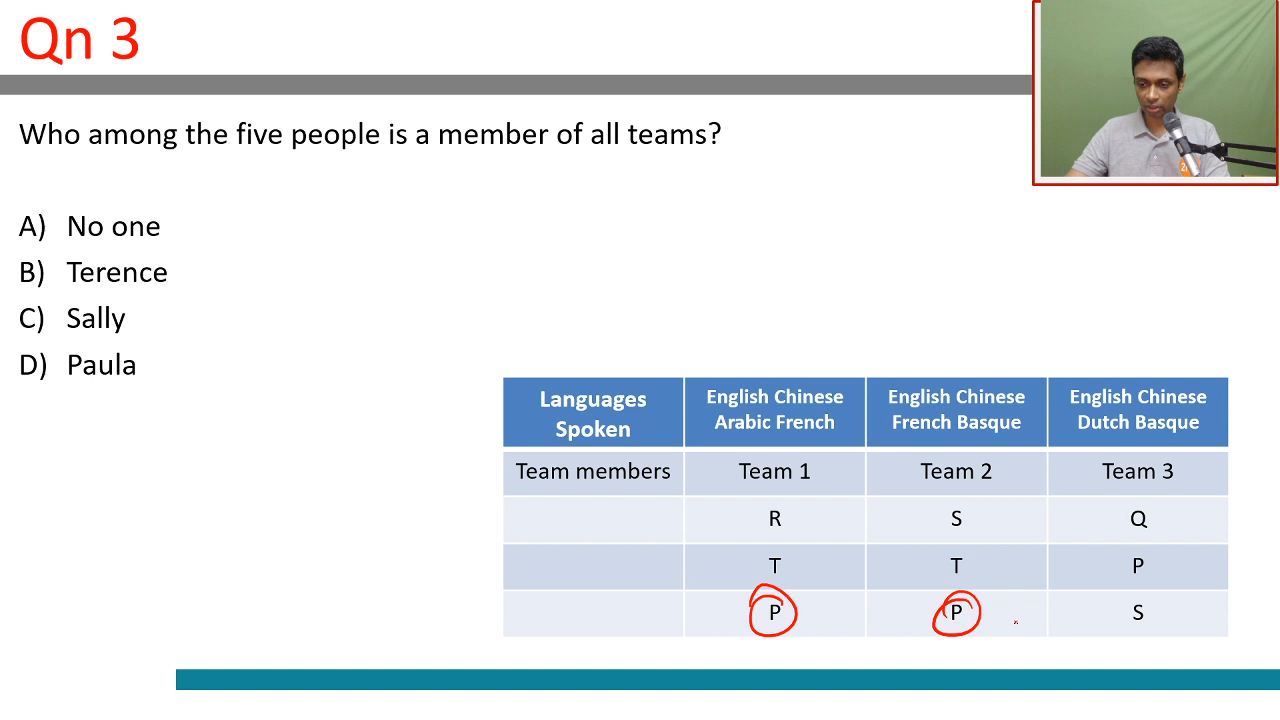 Qn 3
Who among the five people is a member of all teams?
A) No one
B) Terence
C) Sally
D) Paula
Languages Spoken English Chinese Arabic French English Chinese French Basque English Chinese Dutch Basque
Team members Team 1 Team 2 Team 3
R S Q
T T P
P P S